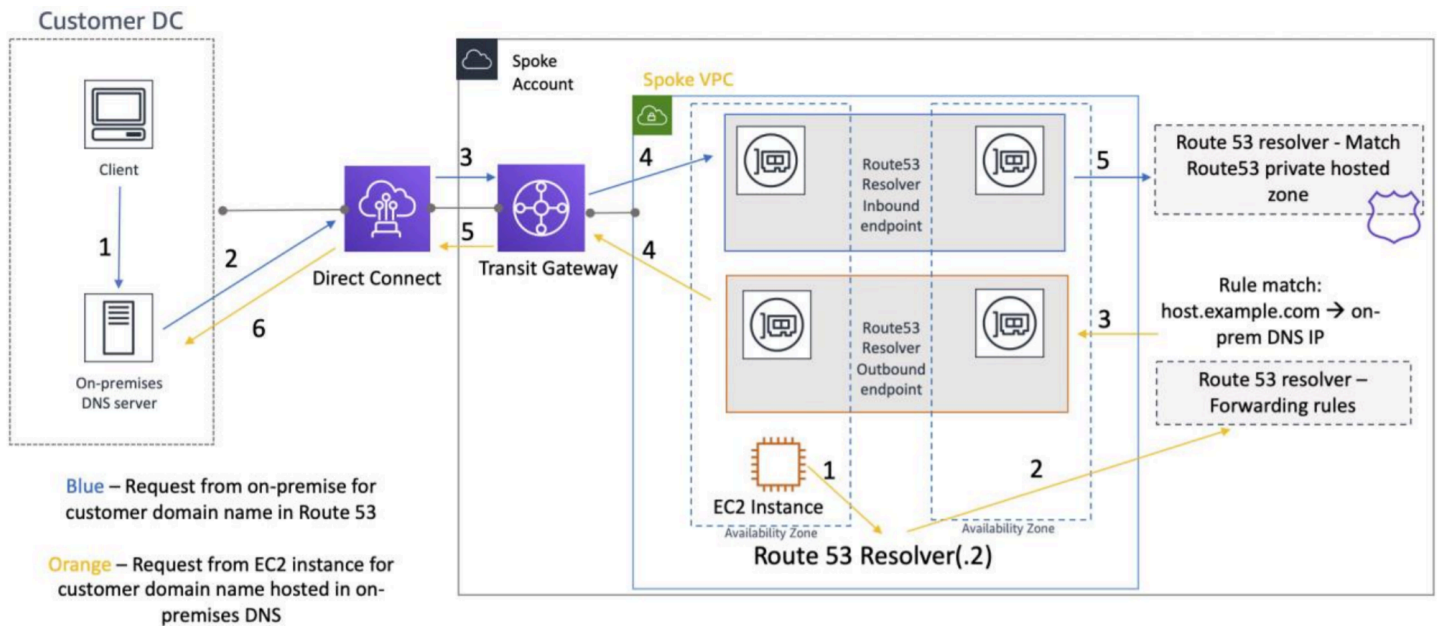 Customer DC
Client
1
On-premises
DNS server
2
6
Direct Connect
3
5
Transit Gateway
4
4
Spoke
Account
Spoke VPC
Route53
Resolver
Inbound
endpoint
5
Route 53 resolver - Match
Route53 private hosted
zone
Route53
Resolver
Outbound
endpoint
3
Rule match:
host.example.com → on-
prem DNS IP
Route 53 resolver –
Forwarding rules
EC2 Instance
1
2
Availability Zone
Availability Zone
Route 53 Resolver(.2)
Blue – Request from on-premise for
customer domain name in Route 53
Orange – Request from EC2 instance for
customer domain name hosted in on-
premises DNS